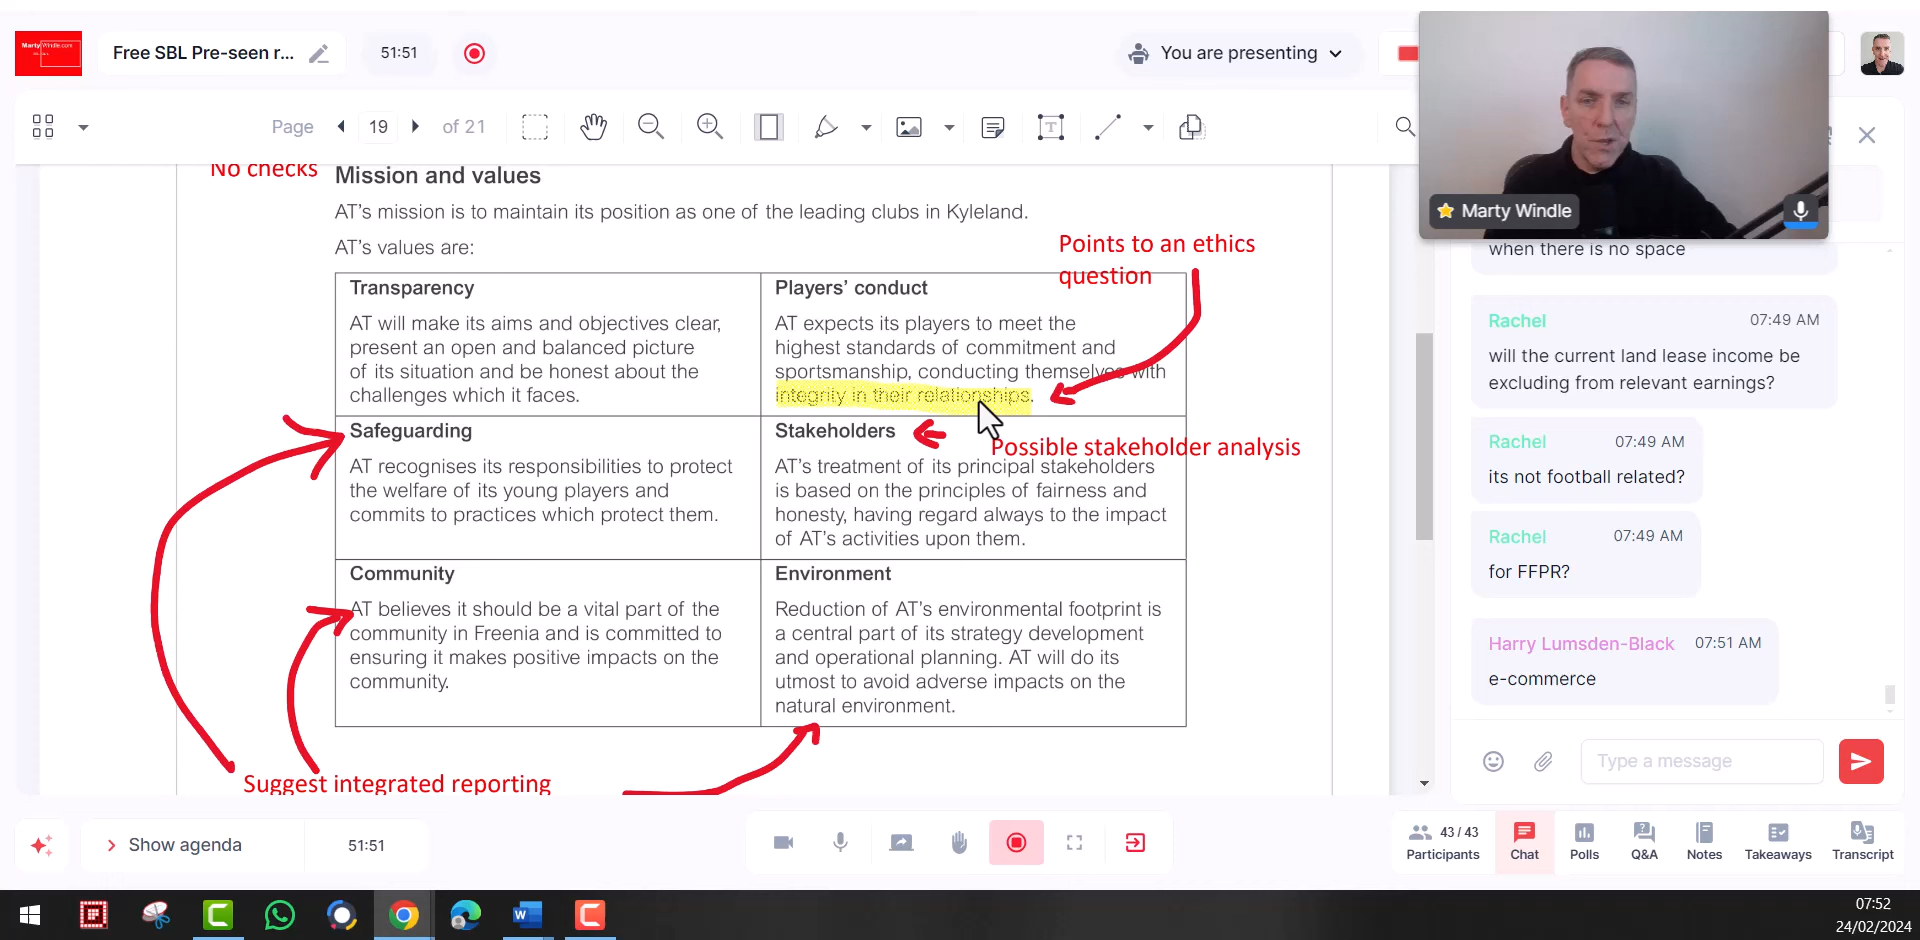 MartyWindle.com
Free SBL Pre-seen r...
51:51
You are presenting
Page 19 of 21
Marty Windle
No checks
Mission and values
AT's mission is to maintain its position as one of the leading clubs in Kyleland.
AT's values are:
Points to an ethics
question
Transparency
AT will make its aims and objectives clear,
present an open and balanced picture
of its situation and be honest about the
challenges which it faces.
Players' conduct
AT expects its players to meet the
highest standards of commitment and
sportsmanship, conducting themselves with
integrity in their relationships.
Safeguarding
AT recognises its responsibilities to protect
the welfare of its young players and
commits to practices which protect them.
Stakeholders
Possible stakeholder analysis
AT's treatment of its principal stakeholders
is based on the principles of fairness and
honesty, having regard always to the impact
of AT's activities upon them.
Community
AT believes it should be a vital part of the
community in Freenia and is committed to
ensuring it makes positive impacts on the
community.
Environment
Reduction of AT's environmental footprint is
a central part of its strategy development
and operational planning. AT will do its
utmost to avoid adverse impacts on the
natural environment.
Suggest integrated reporting
when there is no space
Rachel 07:49 AM
will the current land lease income be
excluding from relevant earnings?
Rachel 07:49 AM
its not football related?
Rachel 07:49 AM
for FFPR?
Harry Lumsden-Black 07:51 AM
e-commerce
Type a message
Show agenda
51:51
43 / 43
Participants
Chat
Polls
Q&A
Notes
Takeaways
Transcript
07:52
24/02/2024